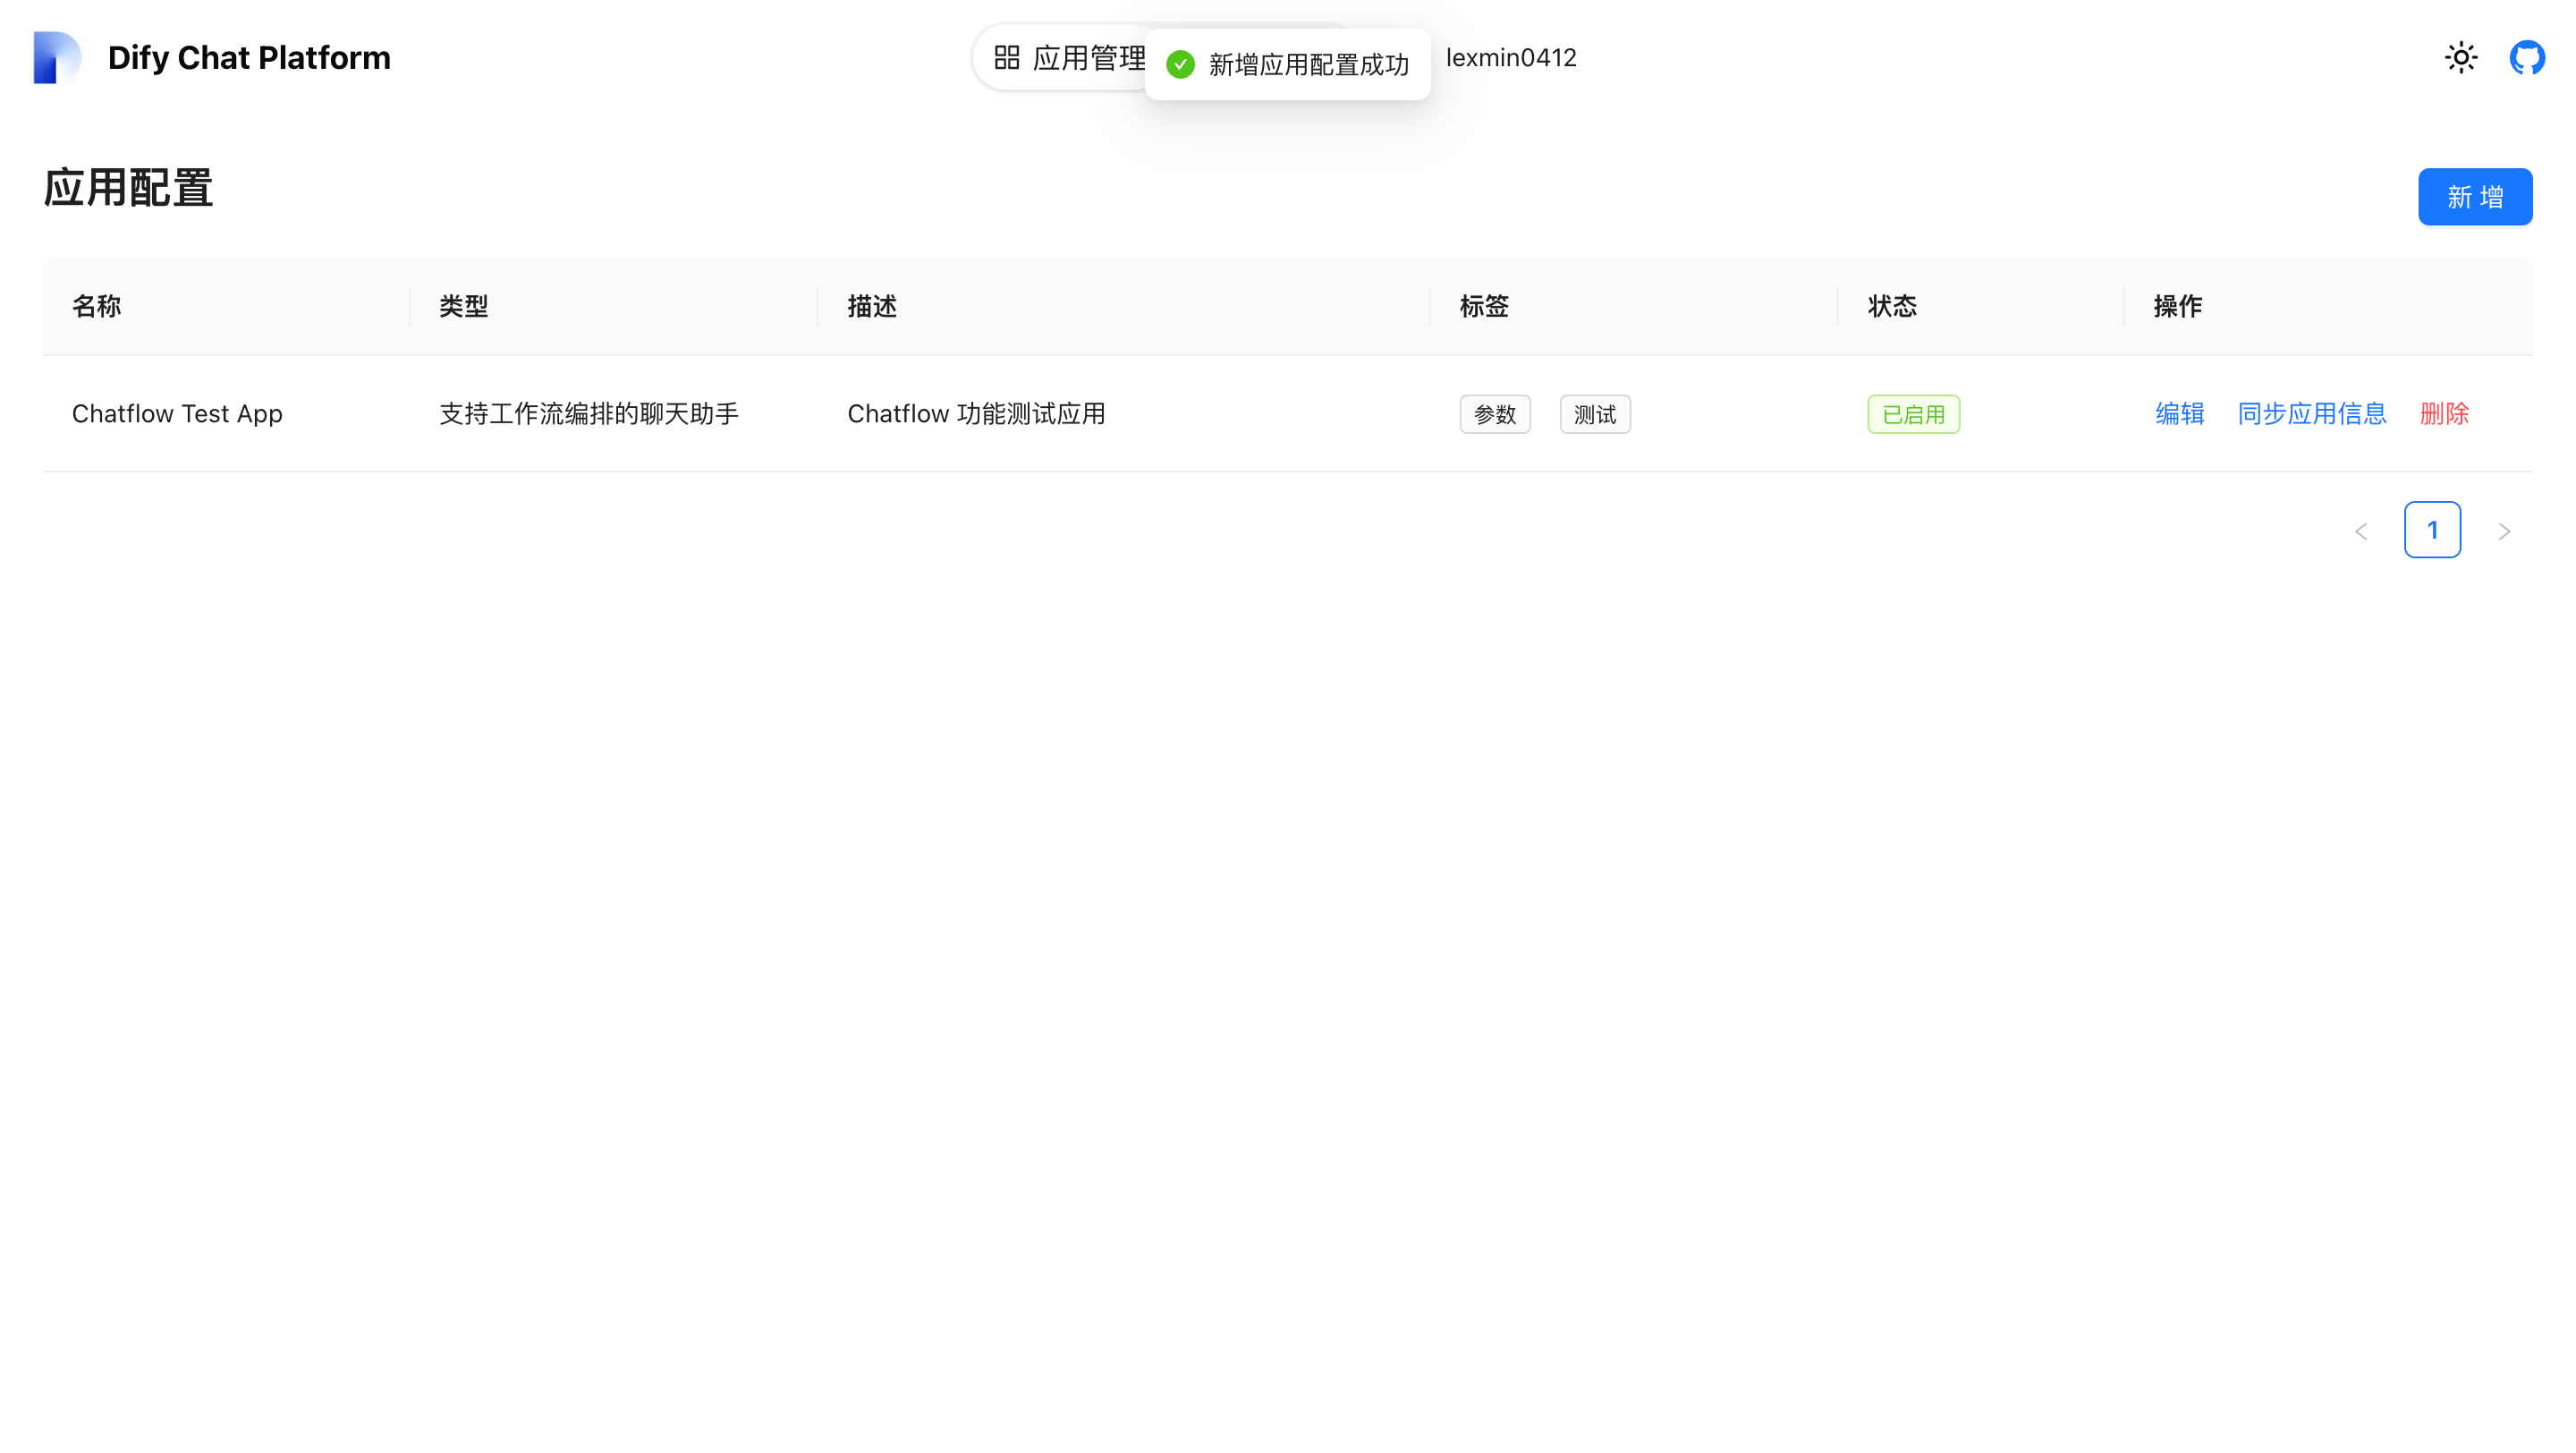 Dify Chat Platform
应用管理
新增应用配置成功
lexmin0412
应用配置
新 增
名称 类型 描述 标签 状态 操作
Chatflow Test App 支持工作流编排的聊天助手 Chatflow 功能测试应用 参数 测试 已启用 编辑 同步应用信息 删除
1